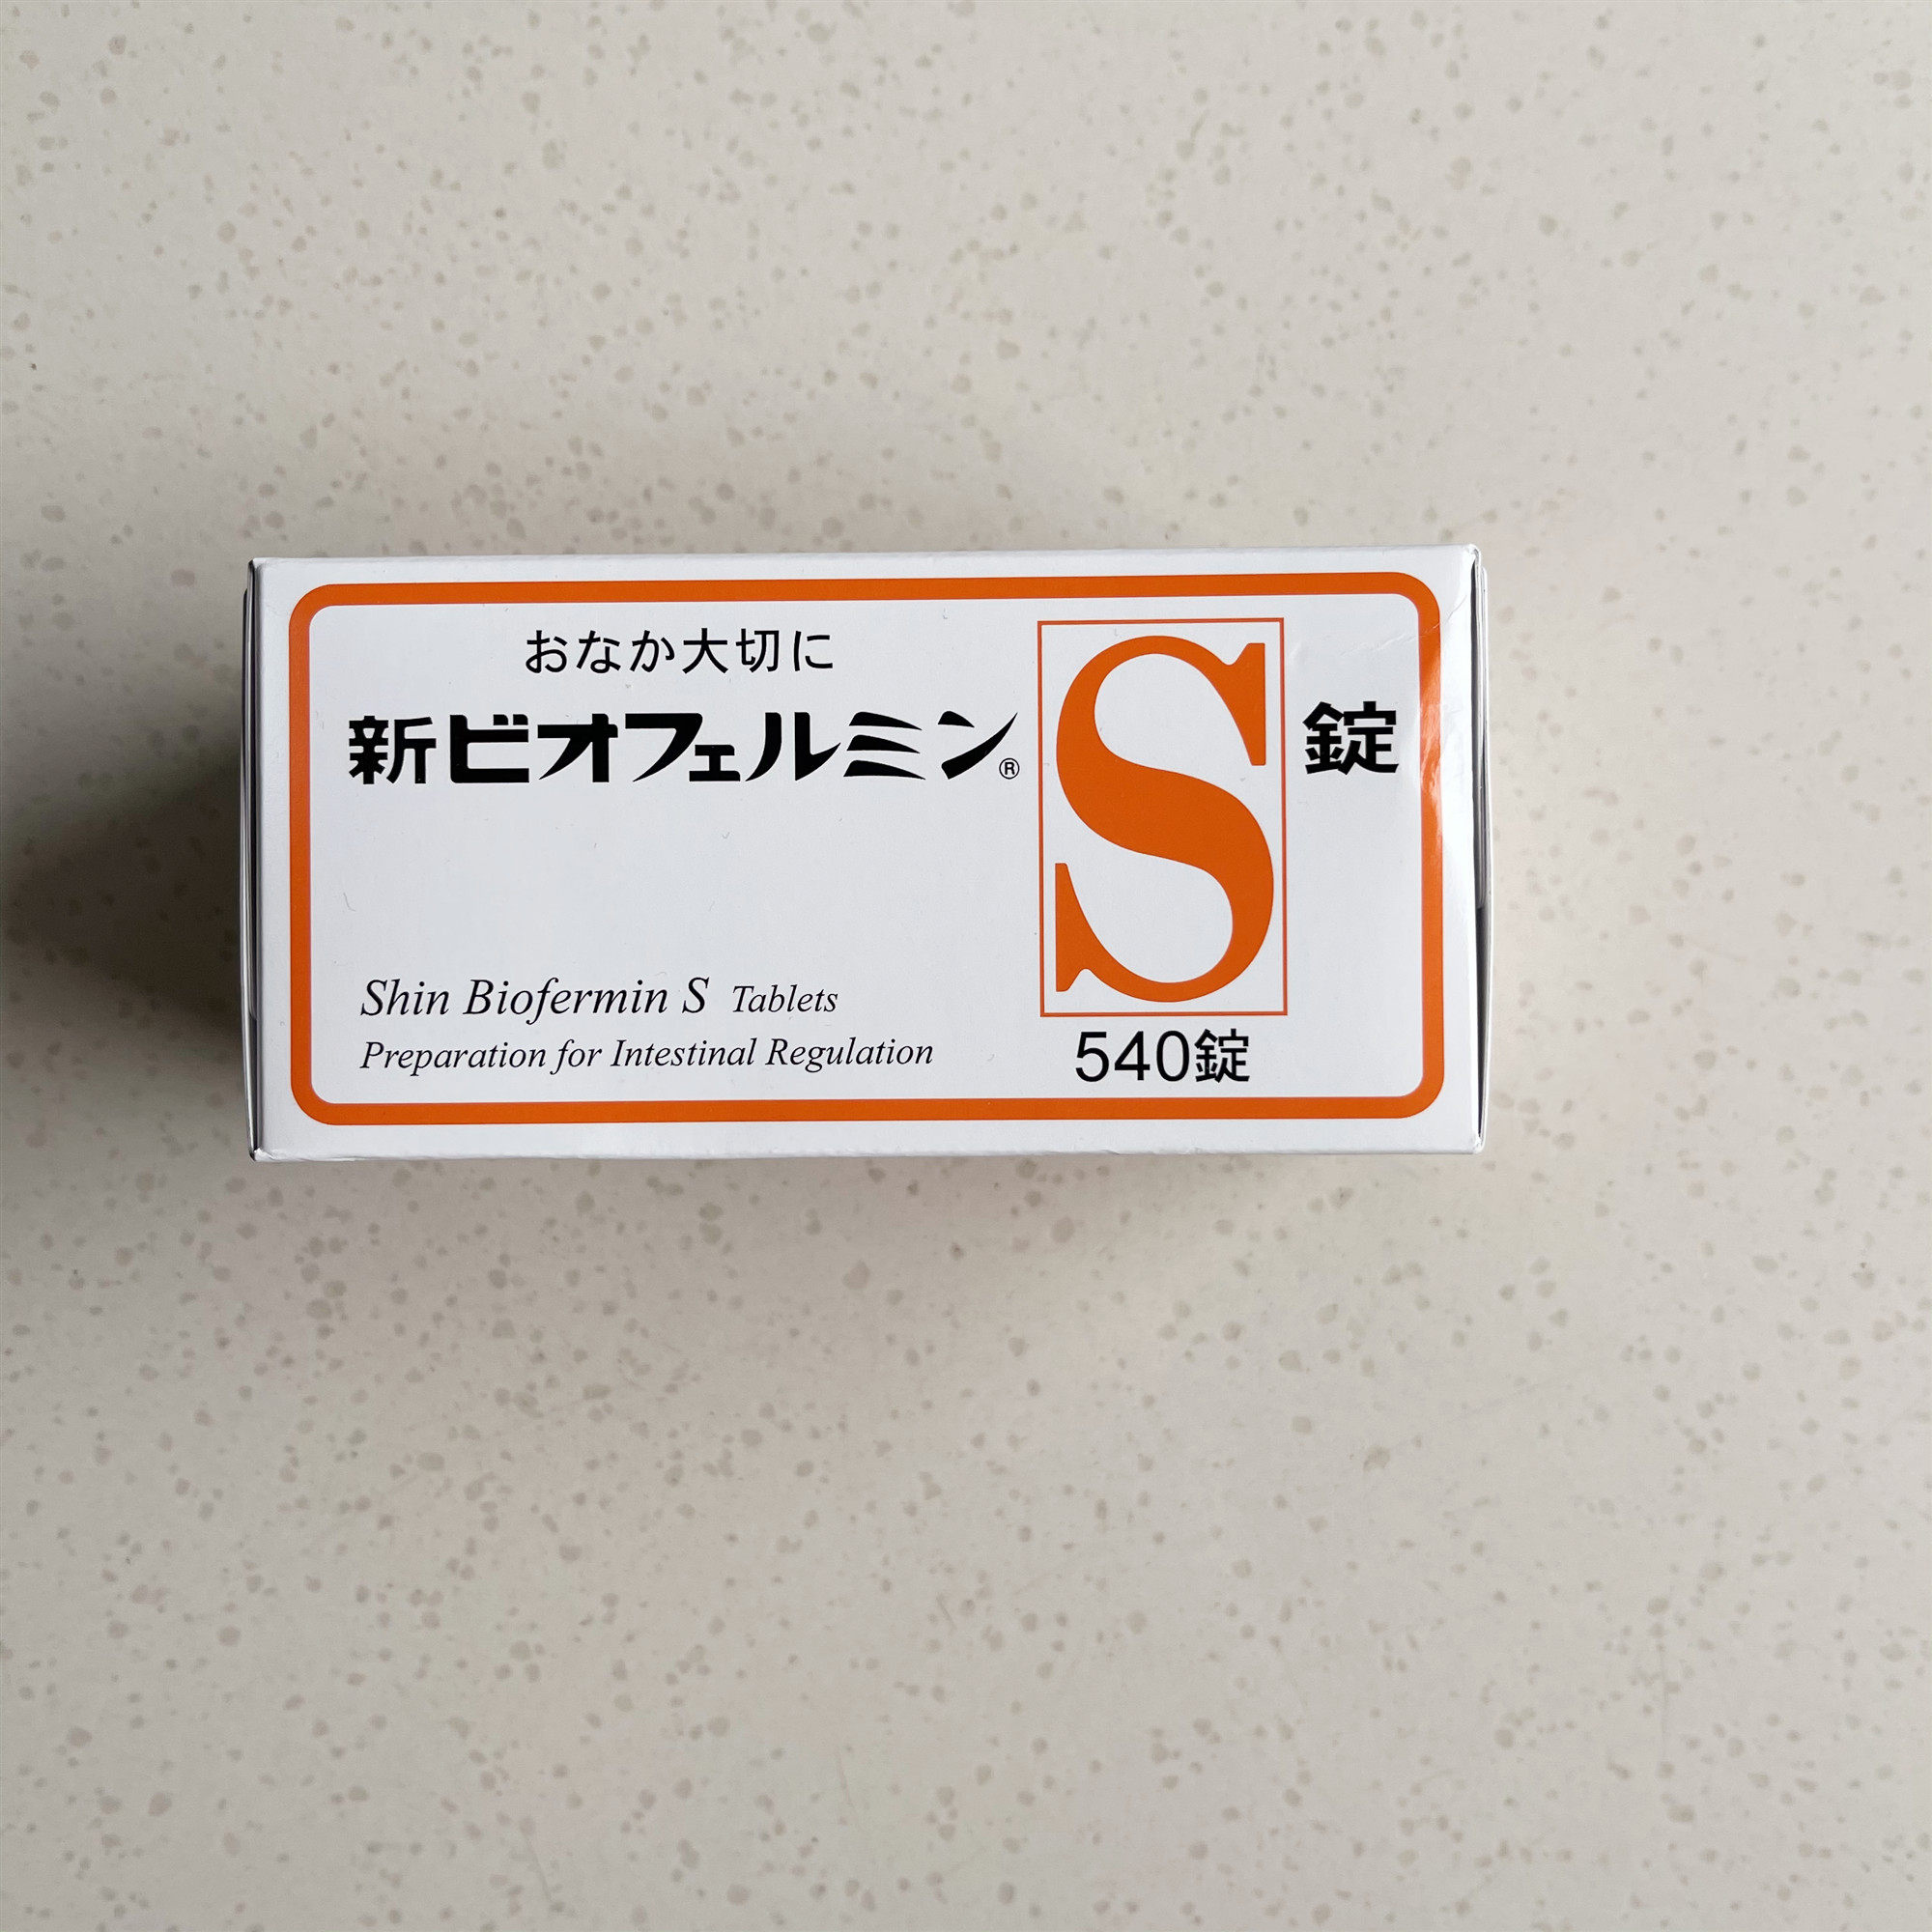 おなか大切に
新ビオフェルミン® S 錠
Shin Biofermin S Tablets
Preparation for Intestinal Regulation
540錠